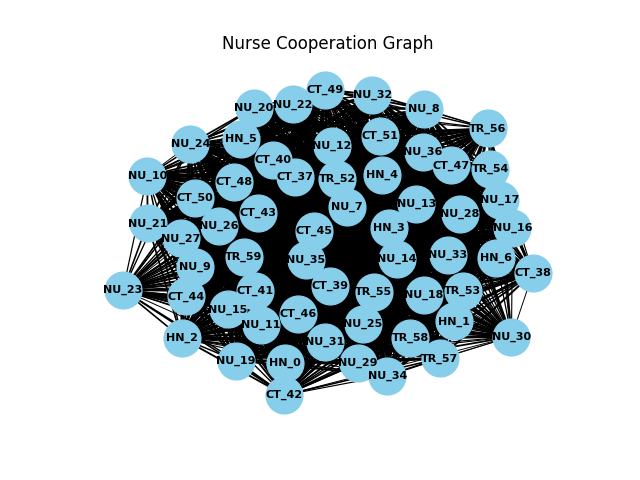 Nurse Cooperation Graph
CT_49
NU_32
NU_22
NU_20
NU_8
TR_56
CT_51
HN_5
NU_24
NU_12
NU_36
CT_40
CT_47
TR_54
NU_10
HN_4
CT_37
TR_52
CT_48
CT_50
NU_17
NU_13
NU_7
CT_43
NU_28
NU_21
NU_26
HN_3
NU_16
CT_45
NU_27
NU_33
TR_59
HN_6
NU_14
NU_35
NU_9
CT_38
CT_39
NU_23
CT_41
TR_55
TR_53
NU_18
CT_44
NU_15
CT_46
HN_1
NU_11
NU_25
HN_2
TR_58
NU_30
NU_31
TR_57
NU_19
HN_0
NU_29
NU_34
CT_42